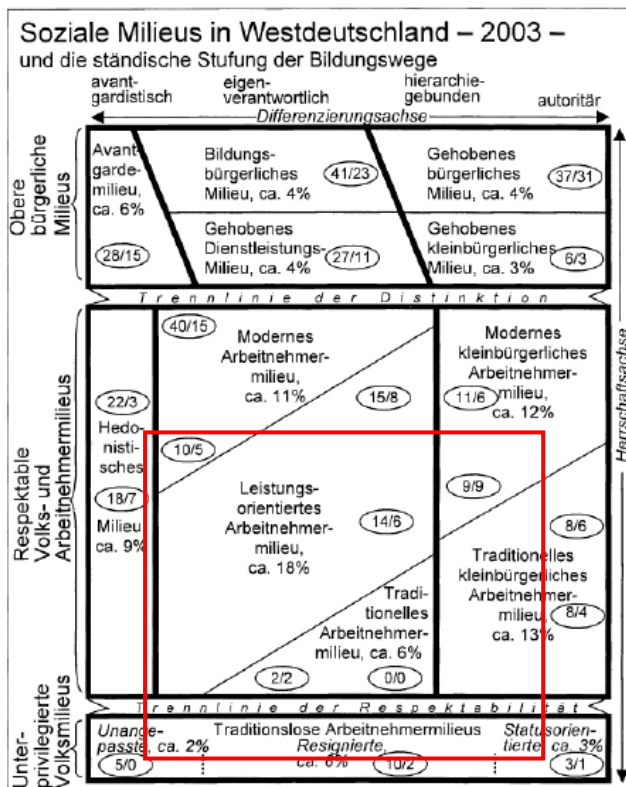 Soziale Milieus in Westdeutschland – 2003 –
und die ständische Stufung der Bildungswege
avant-
gardistisch
eigen-
verantwortlich
hierarchie-
gebunden
autoritär
Differenzierungsachse
Obere
bürgerliche
Milieus
Avant-
garde-
milieu,
ca. 6%
28/15
Bildungs-
bürgerliches
Milieu, ca. 4%
41/23
Gehobenes
bürgerliches
Milieu, ca. 4%
37/31
Gehobenes
Dienstleistungs-
Milieu, ca. 4%
27/11
Gehobenes
kleinbürgerliches
Milieu, ca. 3%
6/3
Trennlinie der Distinktion
Herrschaftsachse
Respektable
Volks- und
Arbeitnehmermilieus
22/3
Hedo-
nisti-
sches
18/7
Milieu
ca. 9%
40/15
Modernes
Arbeitnehmer-
milieu,
ca. 11%
15/8
10/5
Modernes
kleinbürgerliches
Arbeitnehmer-
milieu,
ca. 12%
11/6
9/9
Leistungs-
orientiertes
Arbeitnehmer-
milieu,
ca. 18%
14/6
8/6
Traditionelles
kleinbürgerliches
Arbeitnehmer-
milieu,
ca. 13%
8/4
Tradi-
tionelles
Arbeitnehmer-
milieu, ca. 6%
2/2
0/0
Trennlinie der Respektabilität
Unter-
privilegierte
Volksmilieus
Traditionslose Arbeitnehmermilieus
Unange-
passte, ca. 2%
5/0
Resignierte,
ca. 6%
10/2
Statusorien-
tierte, ca. 3%
3/1